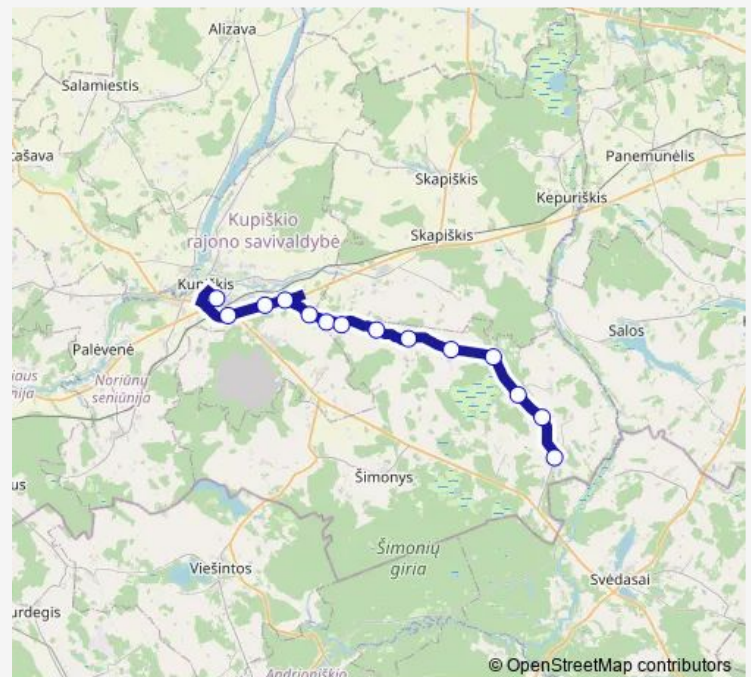 Alizava
Salamiestis
Skapiškis
Panemunėlis
Kepuriškis
Kupiškio
rajono savivaldybė
Skapiškis
Salos
Palėvenė
Noriūnų
seniūnija
Šimonys
Šimonių
giria
Viešintos
Svėdasai
© OpenStreetMap contributors